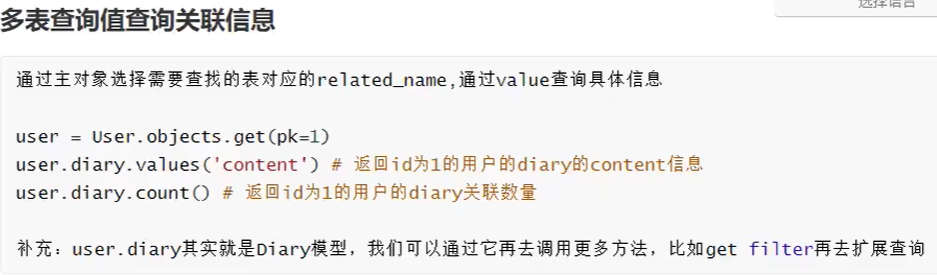 选择语言
多表查询值查询关联信息
通过主对象选择需要查找的表对应的related_name,通过value查询具体信息
user = User.objects.get(pk=1)
user.diary.values('content') # 返回id为1的用户的diary的content信息
user.diary.count() # 返回id为1的用户的diary关联数量
补充：user.diary其实就是Diary模型，我们可以通过它再去调用更多方法，比如get filter再去扩展查询